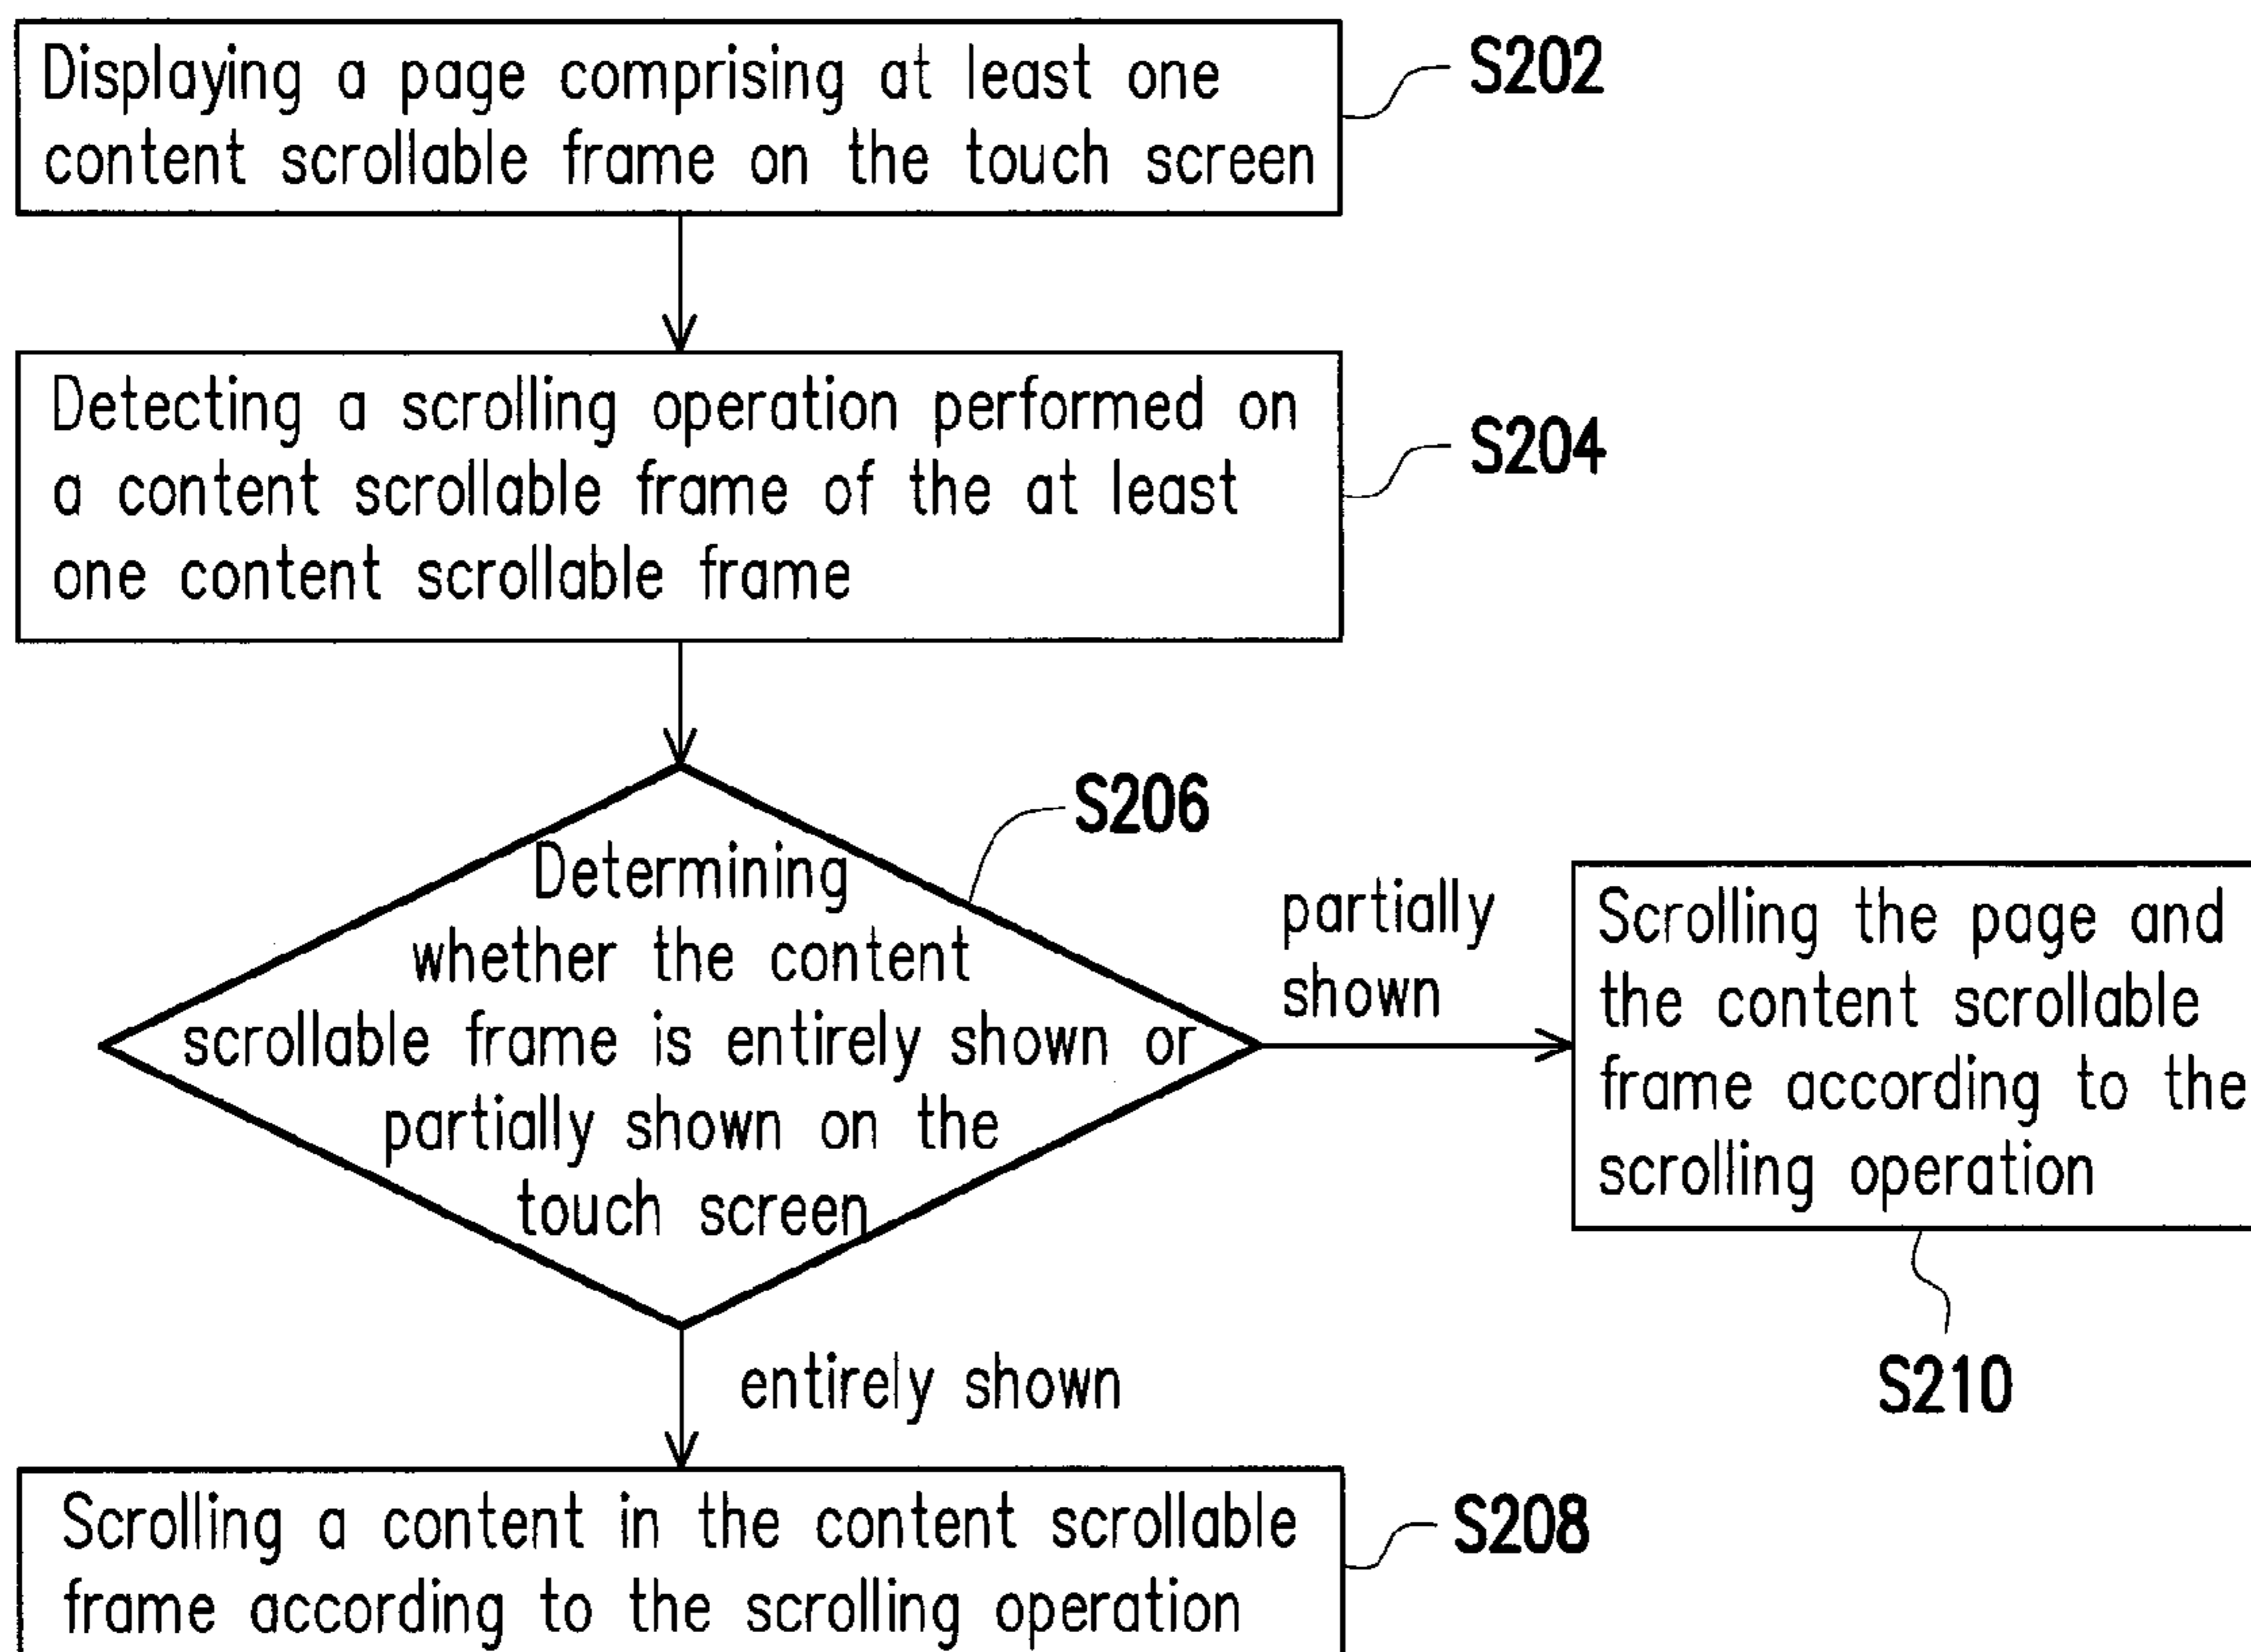 Displaying a page comprising at least one
content scrollable frame on the touch screen
S202
Detecting a scrolling operation performed on
a content scrollable frame of the at least
one content scrollable frame
S204
Determining
whether the content
scrollable frame is entirely shown or
partially shown on the
touch screen
S206
partially
shown
Scrolling the page and
the content scrollable
frame according to the
scrolling operation
S210
entirely shown
Scrolling a content in the content scrollable
frame according to the scrolling operation
S208